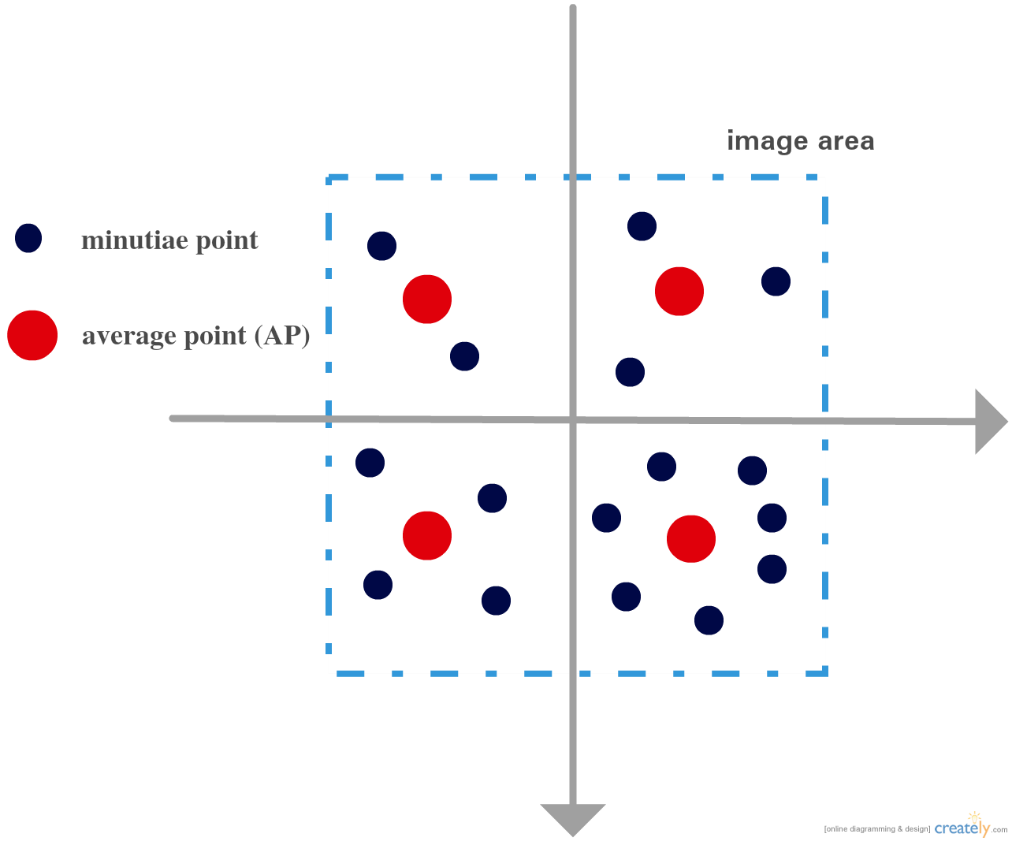 image area
minutiae point
average point (AP)
[online diagramming & design] creately.com